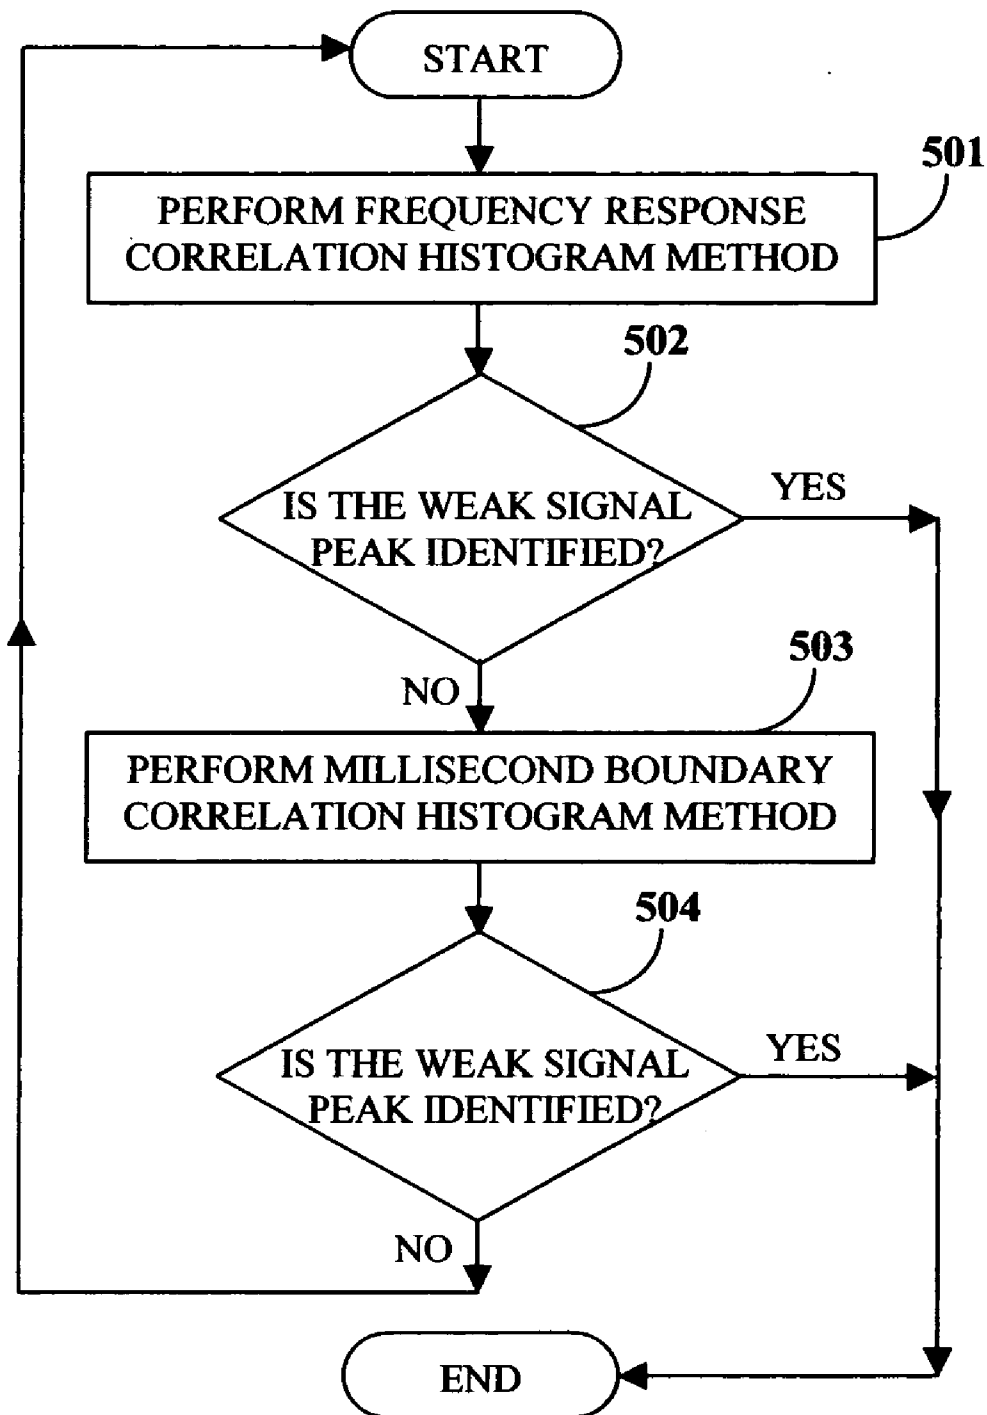 START
501
PERFORM FREQUENCY RESPONSE
CORRELATION HISTOGRAM METHOD
502
IS THE WEAK SIGNAL
PEAK IDENTIFIED?
YES
NO
503
PERFORM MILLISECOND BOUNDARY
CORRELATION HISTOGRAM METHOD
504
IS THE WEAK SIGNAL
PEAK IDENTIFIED?
YES
NO
END